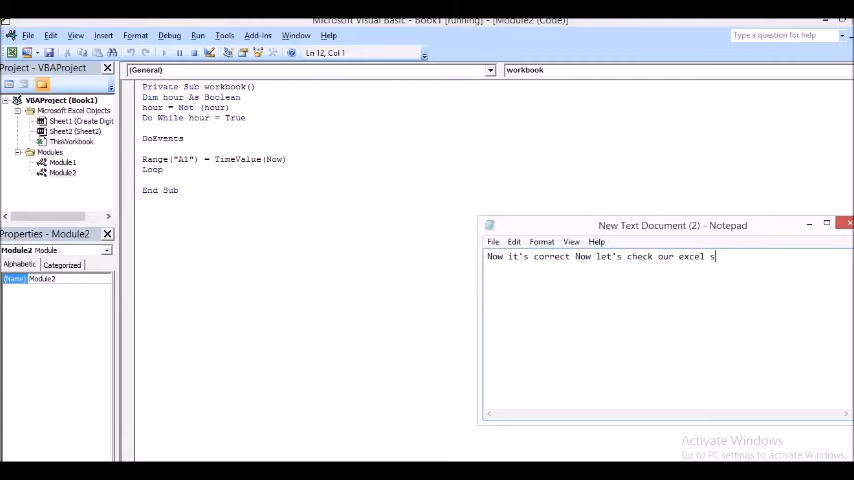 Microsoft Visual Basic - Book1 [running] - [Module2 (Code)]
File Edit View Insert Format Debug Run Tools Add-Ins Window Help
Type a question for help
Ln 12, Col 1
Project - VBAProject
(General)
workbook
VBAProject (Book1)
Microsoft Excel Objects
Sheet1 (Create Digit
Sheet2 (Sheet2)
ThisWorkbook
Modules
Module1
Module2
Private Sub workbook()
Dim hour As Boolean
hour = Not (hour)
Do While hour = True
DoEvents
Range("A1") = TimeValue(Now)
Loop
End Sub
Properties - Module2
Module2 Module
Alphabetic Categorized
(Name) Module2
New Text Document (2) - Notepad
File Edit Format View Help
Now it's correct Now let's check our excel s
Activate Windows
Go to PC settings to activate Windows.